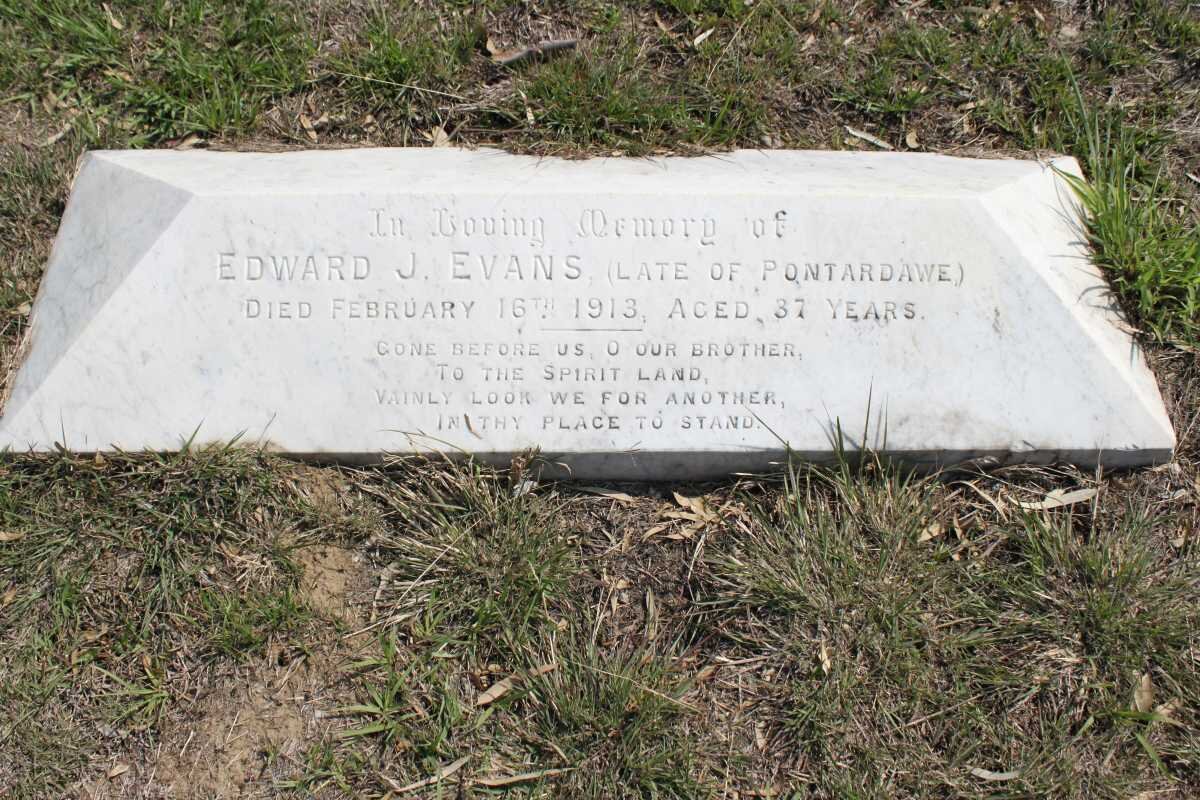 In Loving Memory of
EDWARD J. EVANS, (LATE OF PONTARDAWE,)
DIED FEBRUARY 16TH 1913, AGED 37 YEARS.
GONE BEFORE US, O OUR BROTHER,
TO THE SPIRIT LAND,
VAINLY LOOK WE FOR ANOTHER,
IN THY PLACE TO STAND.